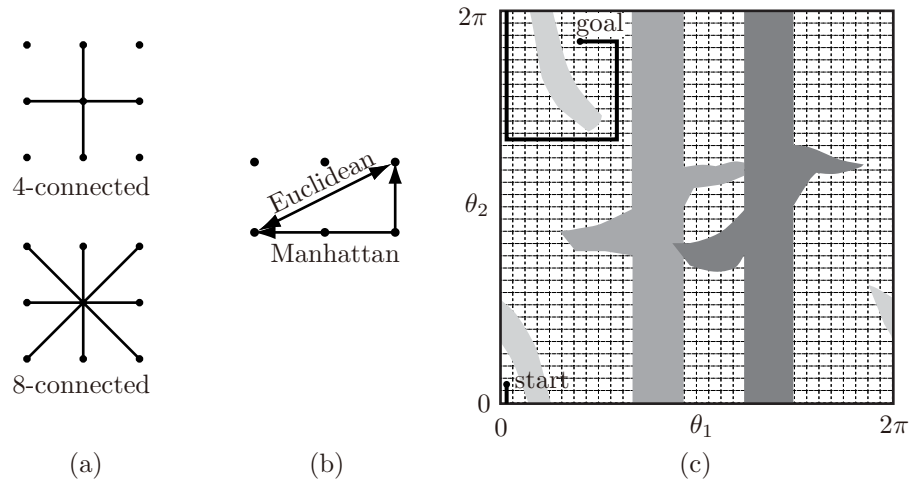 4-connected
8-connected
(a)
Euclidean
Manhattan
(b)
2π
goal
θ2
start
0
0
θ1
2π
(c)